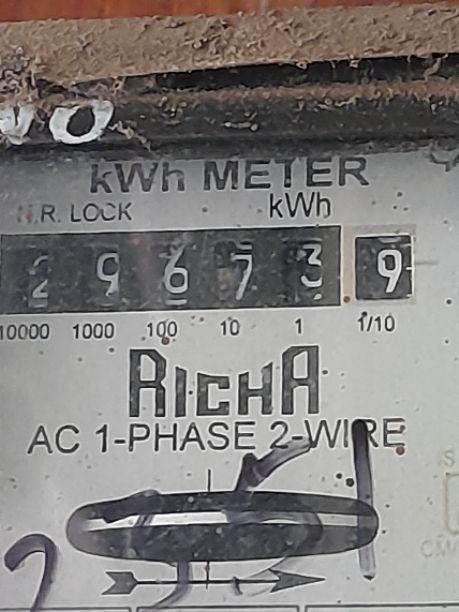 kWh METER
N.R. LOCK kWh
2 9 6 7 3 9
10000 1000 100 10 1 1/10
RICHA
AC 1-PHASE 2-WIRE